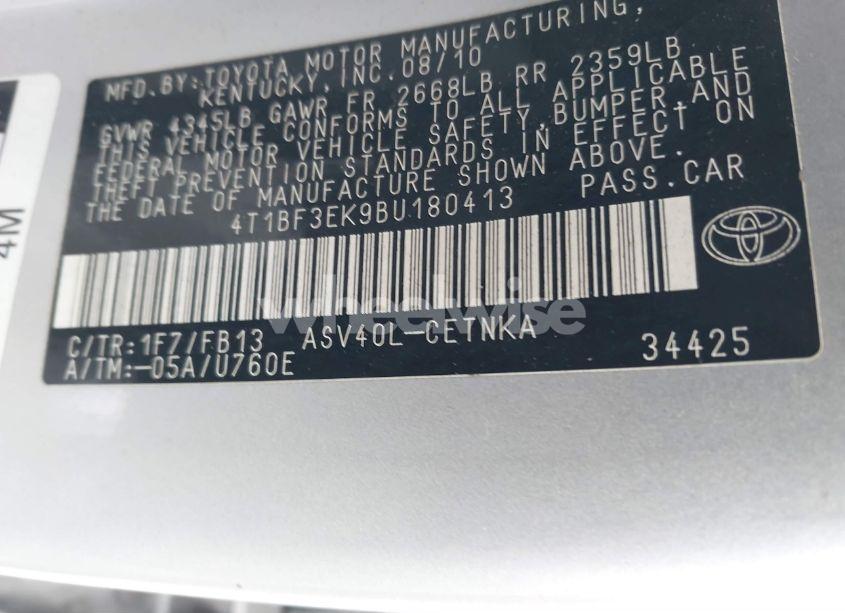 MFD. BY: TOYOTA MOTOR MANUFACTURING,
KENTUCKY, INC. 08/10
GVWR 4345LB GAWR FR 2668LB RR 2359LB
THIS VEHICLE CONFORMS TO ALL APPLICABLE
FEDERAL MOTOR VEHICLE SAFETY, BUMPER, AND
THEFT PREVENTION STANDARDS IN EFFECT ON
THE DATE OF MANUFACTURE SHOWN ABOVE.
4T1BF3EK9BU180413 PASS. CAR
wheelwise
C/TR: 1F7/FB13 ASV40L-CETNKA
A/TM: -05A/U760E 34425
4M